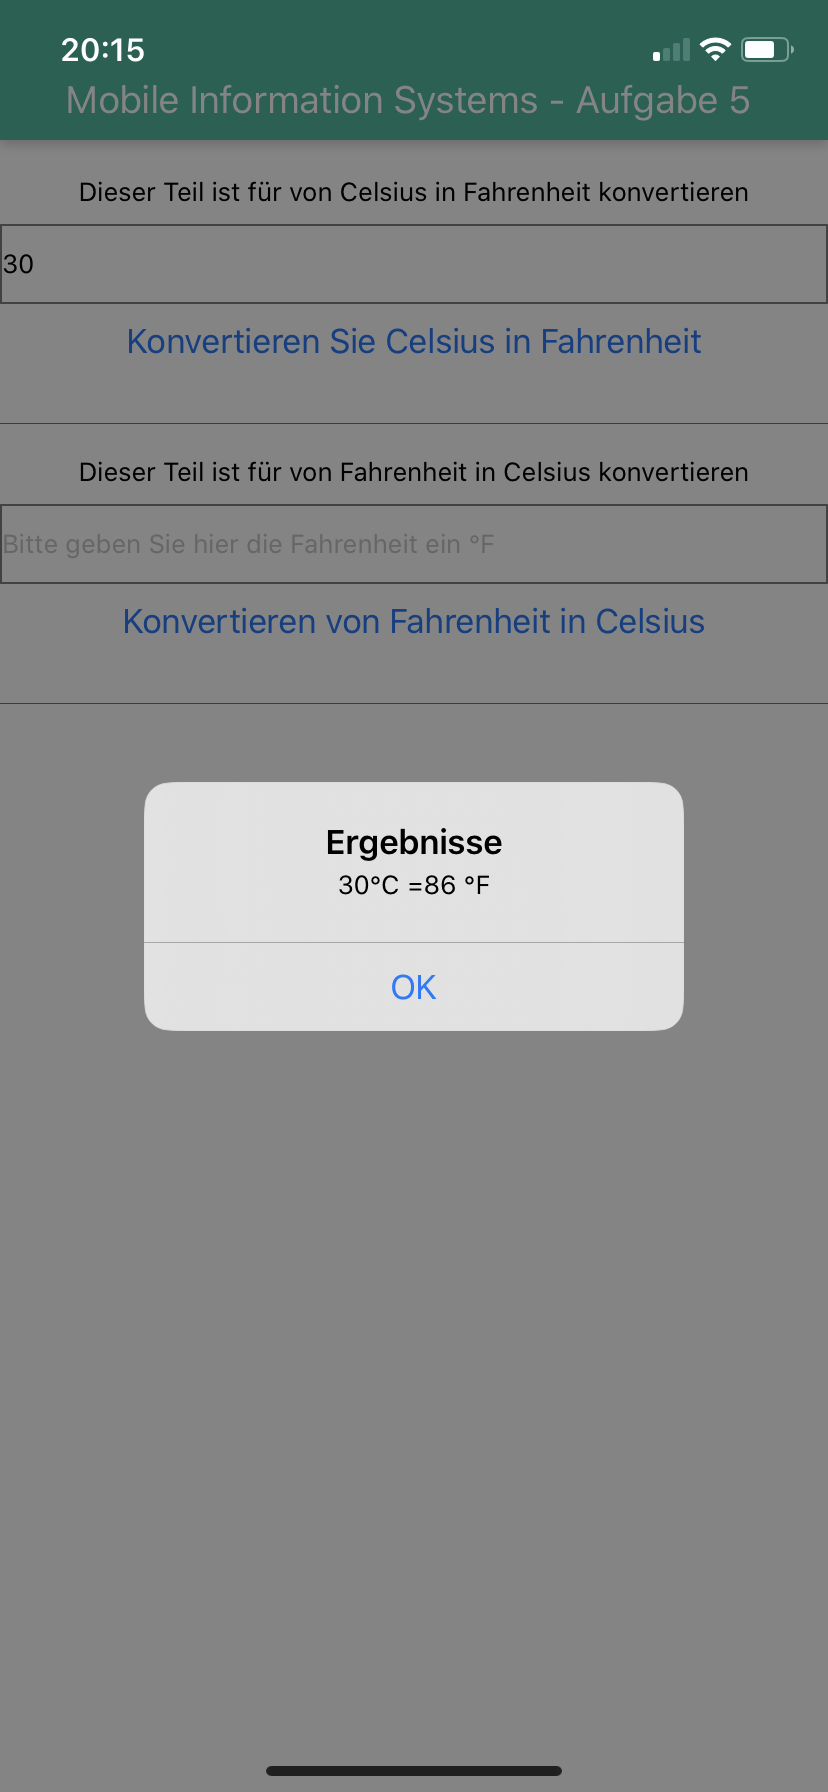 20:15
Mobile Information Systems - Aufgabe 5
Dieser Teil ist für von Celsius in Fahrenheit konvertieren
30
Konvertieren Sie Celsius in Fahrenheit
Dieser Teil ist für von Fahrenheit in Celsius konvertieren
Bitte geben Sie hier die Fahrenheit ein °F
Konvertieren von Fahrenheit in Celsius
Ergebnisse
30°C =86 °F
OK